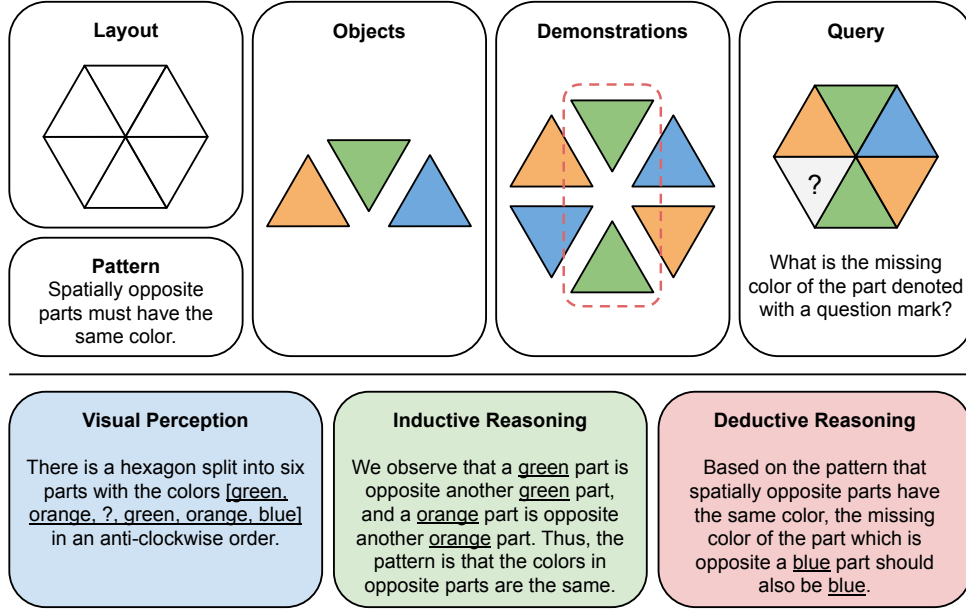 Layout
Pattern
Spatially opposite
parts must have the
same color.
Objects
Demonstrations
Query
?
What is the missing
color of the part denoted
with a question mark?
Visual Perception
There is a hexagon split into six
parts with the colors [green,
orange, ?, green, orange, blue]
in an anti-clockwise order.
Inductive Reasoning
We observe that a green part is
opposite another green part,
and a orange part is opposite
another orange part. Thus, the
pattern is that the colors in
opposite parts are the same.
Deductive Reasoning
Based on the pattern that
spatially opposite parts have
the same color, the missing
color of the part which is
opposite a blue part should
also be blue.